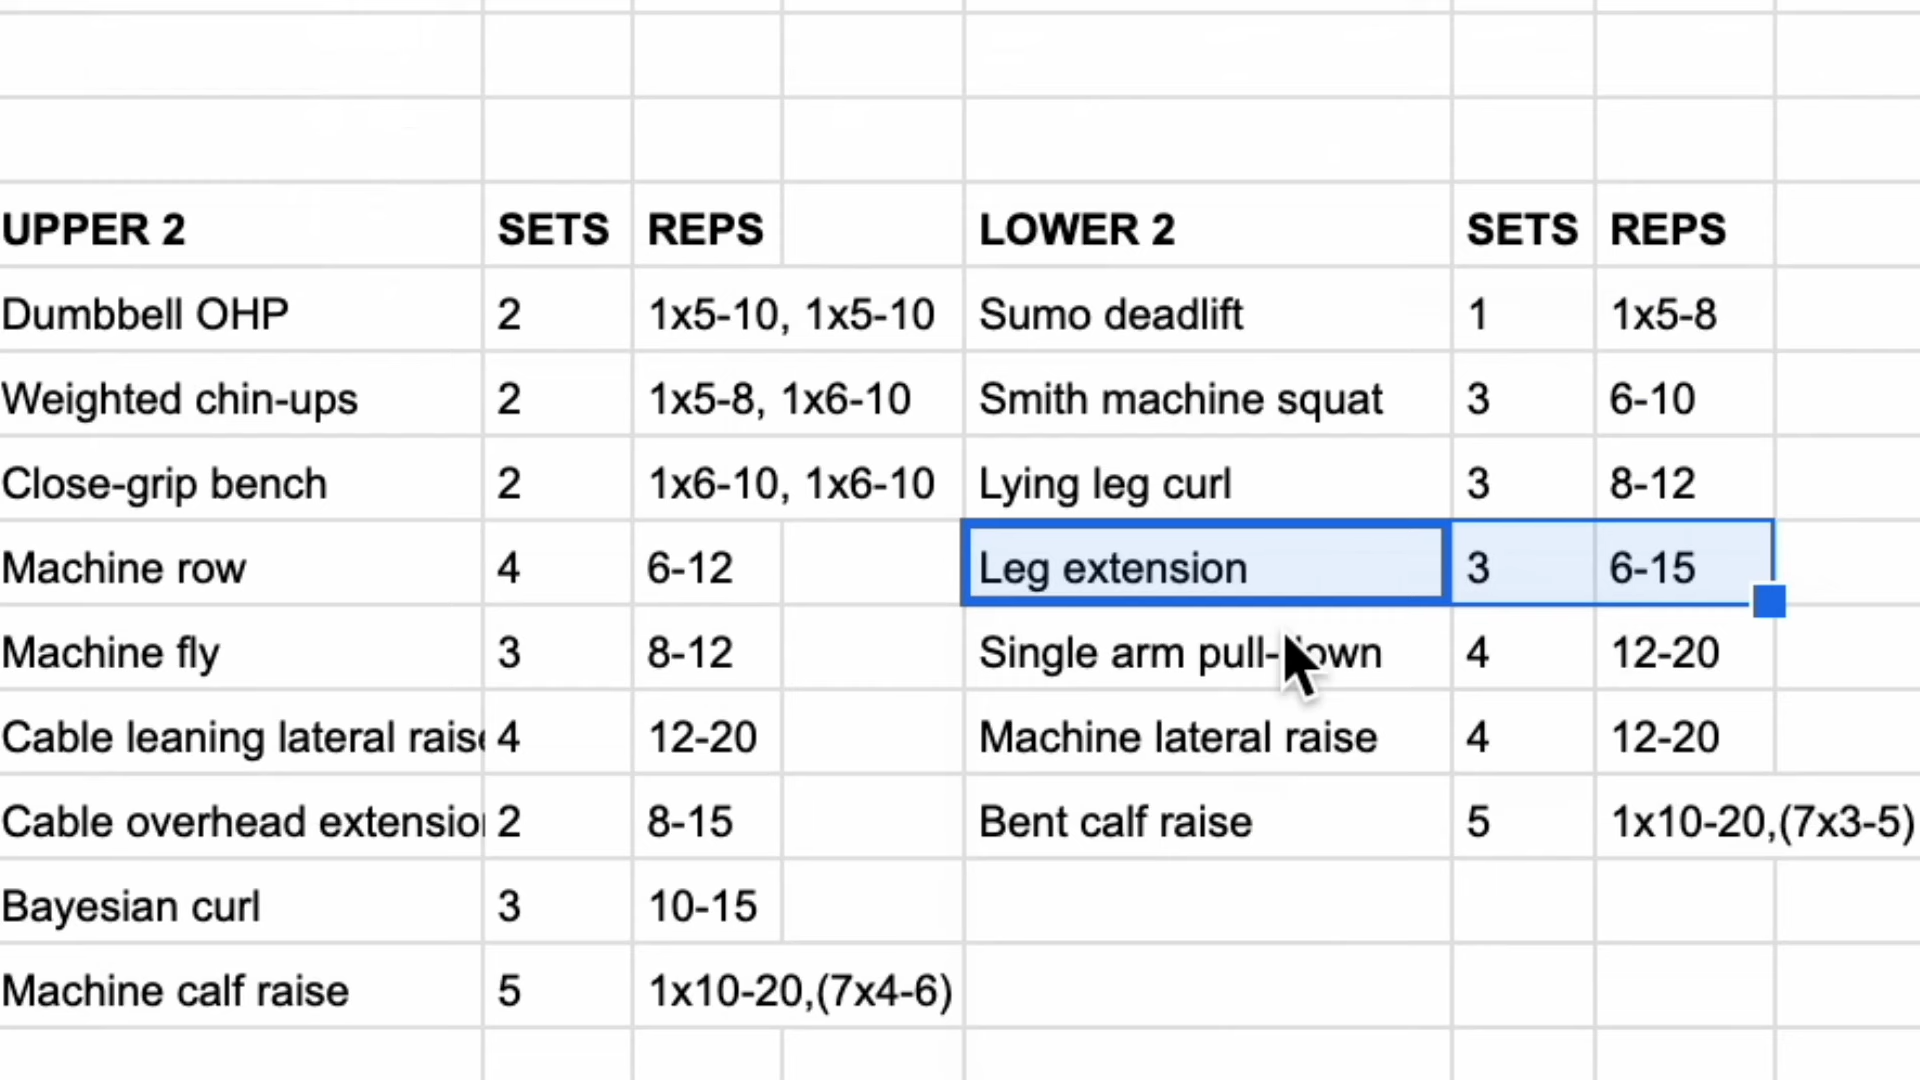 UPPER 2 SETS REPS LOWER 2 SETS REPS
Dumbbell OHP 2 1x5-10, 1x5-10 Sumo deadlift 1 1x5-8
Weighted chin-ups 2 1x5-8, 1x6-10 Smith machine squat 3 6-10
Close-grip bench 2 1x6-10, 1x6-10 Lying leg curl 3 8-12
Machine row 4 6-12 Leg extension 3 6-15
Machine fly 3 8-12 Single arm pull-down 4 12-20
Cable leaning lateral raise 4 12-20 Machine lateral raise 4 12-20
Cable overhead extension 2 8-15 Bent calf raise 5 1x10-20,(7x3-5)
Bayesian curl 3 10-15
Machine calf raise 5 1x10-20,(7x4-6)